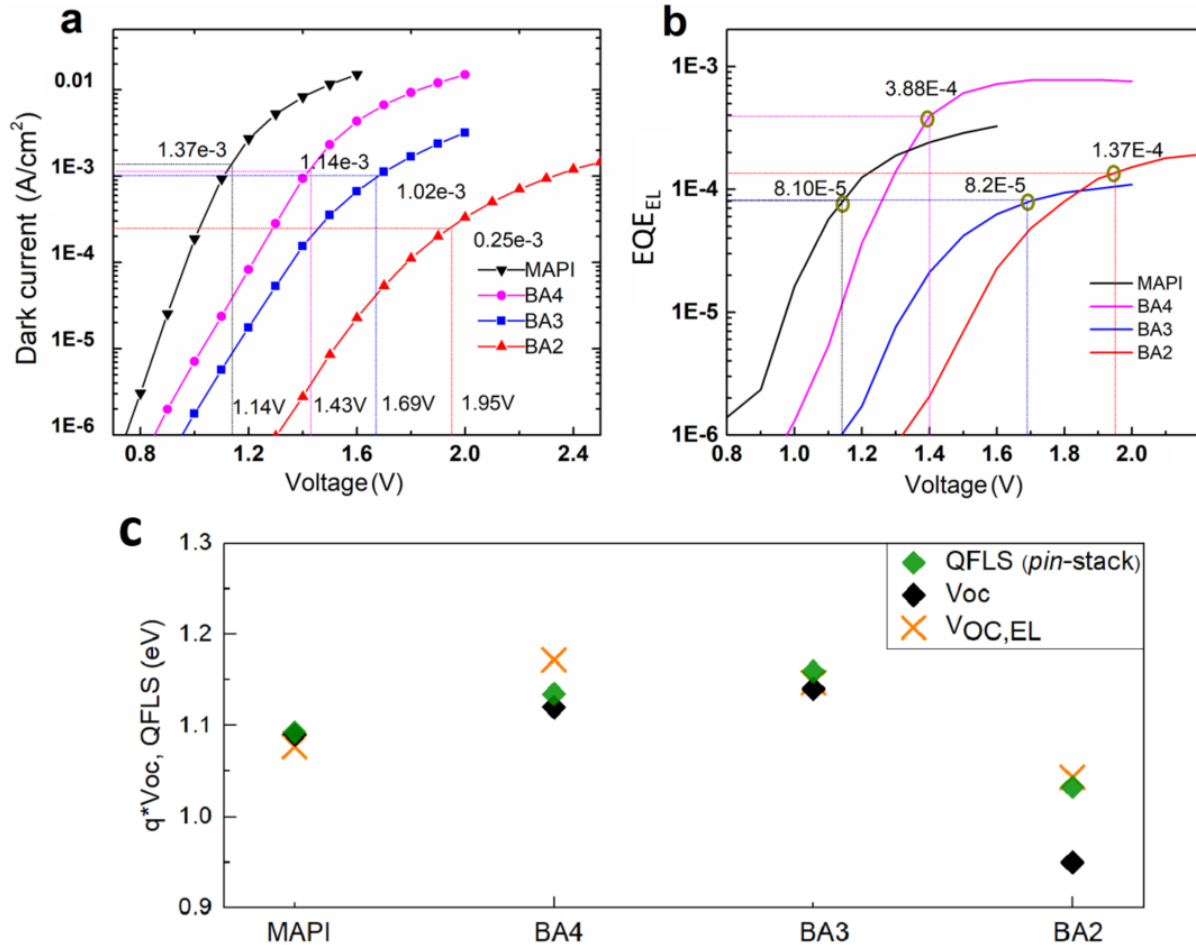 a
Dark current (A/cm²)
0.01
1E-3
1E-4
1E-5
1E-6
1.37e-3
1.14e-3
1.02e-3
0.25e-3
MAPI
BA4
BA3
BA2
1.14V
1.43V
1.69V
1.95V
0.8
1.2
1.6
2.0
2.4
Voltage (V)
b
EQE_EL
1E-3
1E-4
1E-5
1E-6
3.88E-4
1.37E-4
8.10E-5
8.2E-5
MAPI
BA4
BA3
BA2
0.8
1.0
1.2
1.4
1.6
1.8
2.0
Voltage (V)
c
q*Voc, QFLS (eV)
1.3
1.2
1.1
1.0
0.9
QFLS (pin-stack)
Voc
V_OC,EL
MAPI
BA4
BA3
BA2